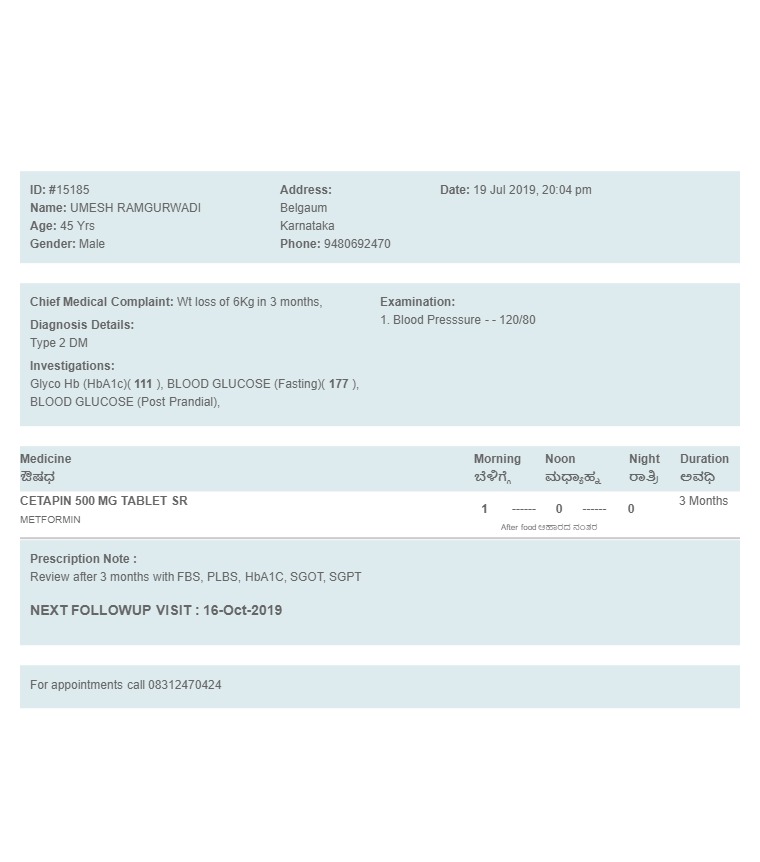 ID: #15185
Name: UMESH RAMGURWADI
Age: 45 Yrs
Gender: Male
Address:
Belgaum
Karnataka
Phone: 9480692470
Date: 19 Jul 2019, 20:04 pm
Chief Medical Complaint: Wt loss of 6Kg in 3 months,
Diagnosis Details:
Type 2 DM
Investigations:
Glyco Hb (HbA1c)( 111 ), BLOOD GLUCOSE (Fasting)( 177 ),
BLOOD GLUCOSE (Post Prandial),
Examination:
1. Blood Presssure - - 120/80
Medicine Morning Noon Night Duration
ಔಷಧ ಬೆಳಿಗ್ಗೆ ಮಧ್ಯಾಹ್ನ ರಾತ್ರಿ ಅವಧಿ
CETAPIN 500 MG TABLET SR 1 ------ 0 ------ 0 3 Months
METFORMIN After food ಆಹಾರದ ನಂತರ
Prescription Note :
Review after 3 months with FBS, PLBS, HbA1C, SGOT, SGPT
NEXT FOLLOWUP VISIT : 16-Oct-2019
For appointments call 08312470424